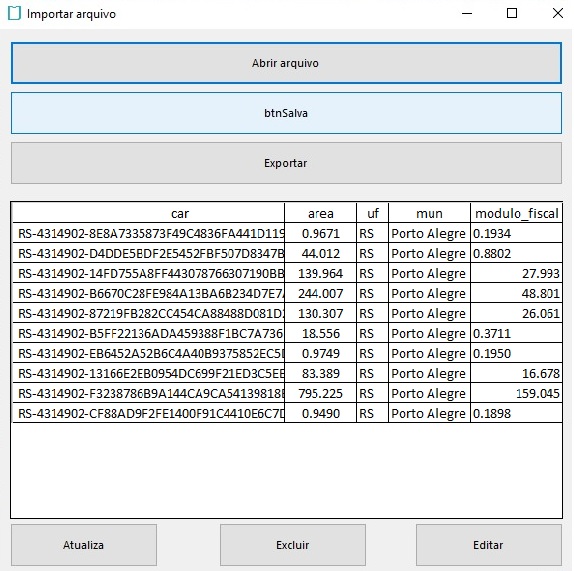 Importar arquivo
Abrir arquivo
btnSalva
Exportar
car area uf mun modulo_fiscal
RS-4314902-8E8A7335873F49C4836FA441D119 0.9671 RS Porto Alegre 0.1934
RS-4314902-D4DDE5BDF2E5452FBF507D8347B 44.012 RS Porto Alegre 0.8802
RS-4314902-14FD755A8FF443078766307190BB 139.964 RS Porto Alegre 27.993
RS-4314902-B6670C28FE984A13BA6B234D7E7 244.007 RS Porto Alegre 48.801
RS-4314902-87219FB282CC454CA88488D081D 130.307 RS Porto Alegre 26.061
RS-4314902-B5FF22136ADA459388F1BC7A736 18.556 RS Porto Alegre 0.3711
RS-4314902-EB6452A52B6C4A40B9375852EC5 0.9749 RS Porto Alegre 0.1950
RS-4314902-13166E2EB0954DC699F21ED3C5EE 83.389 RS Porto Alegre 16.678
RS-4314902-F3238786B9A144CA9CA54139818 795.225 RS Porto Alegre 159.045
RS-4314902-CF88AD9F2FE1400F91C4410E6C7 0.9490 RS Porto Alegre 0.1898
Atualiza Excluir Editar